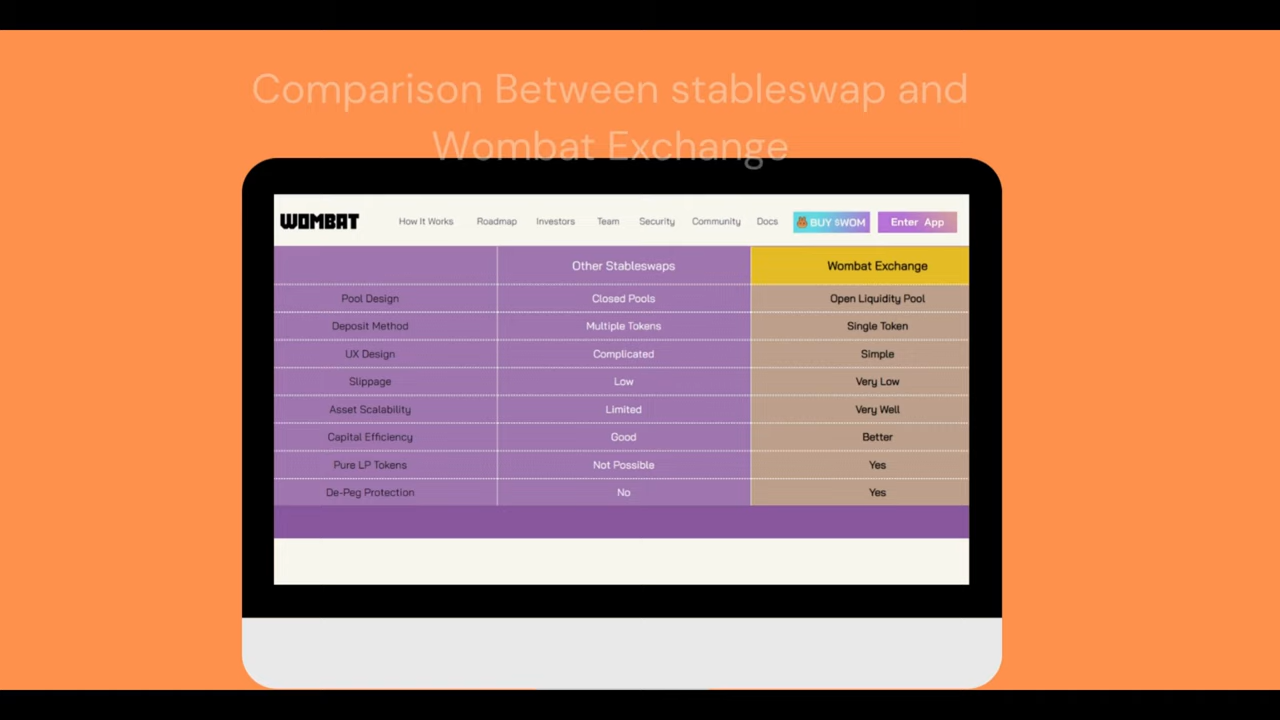 Comparison Between stableswap and
Wombat Exchange
WOMBAT How It Works Roadmap Investors Team Security Community Docs BUY $WOM Enter App
Other Stableswaps Wombat Exchange
Pool Design Closed Pools Open Liquidity Pool
Deposit Method Multiple Tokens Single Token
UX Design Complicated Simple
Slippage Low Very Low
Asset Scalability Limited Very Well
Capital Efficiency Good Better
Pure LP Tokens Not Possible Yes
De-Peg Protection No Yes